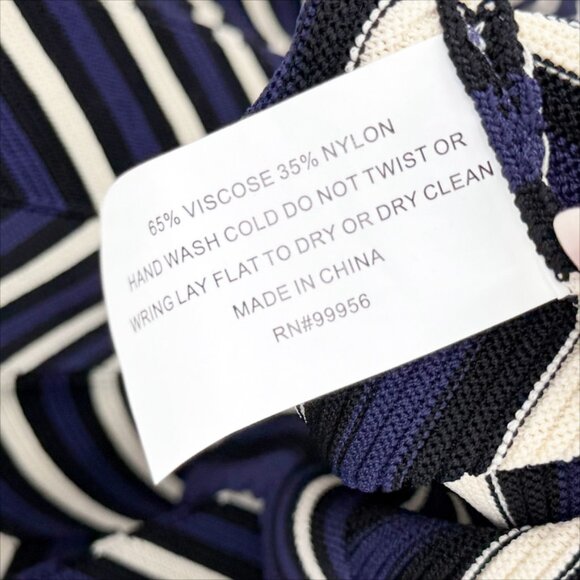 65% VISCOSE 35% NYLON
HAND WASH COLD DO NOT TWIST OR
WRING LAY FLAT TO DRY OR DRY CLEAN
MADE IN CHINA
RN#99956